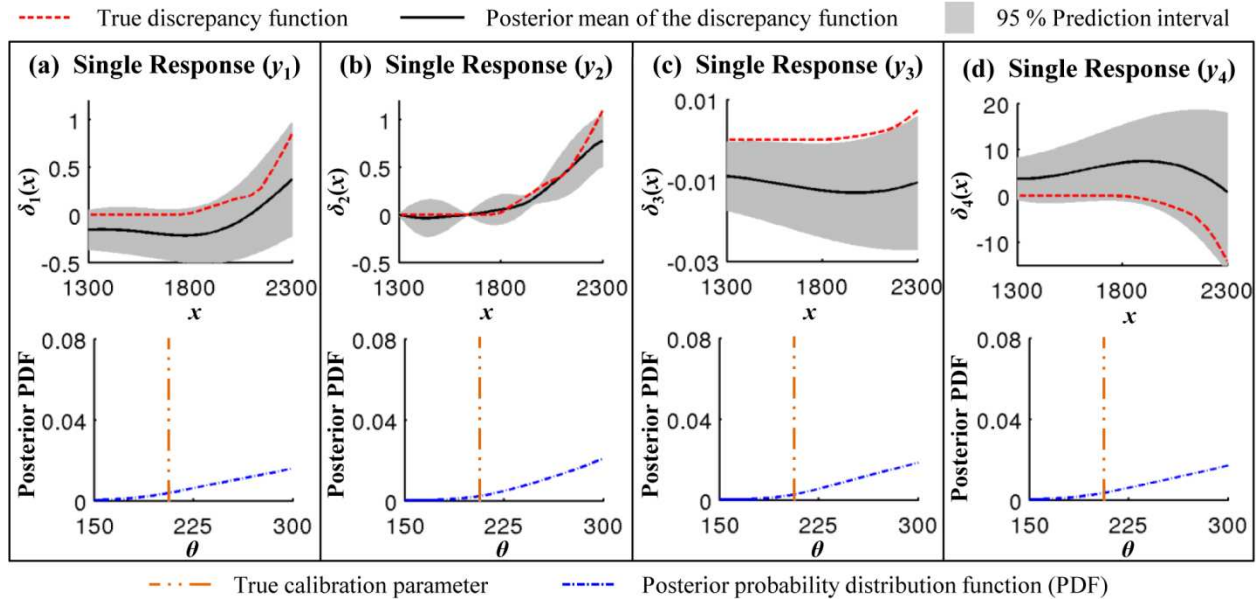 True discrepancy function Posterior mean of the discrepancy function 95 % Prediction interval
(a) Single Response (y1) (b) Single Response (y2) (c) Single Response (y3) (d) Single Response (y4)
δ1(x)
1
0.5
0
-0.5
1300 1800 2300
x
δ2(x)
1
0.5
0
-0.5
1300 1800 2300
x
δ3(x)
0.01
-0.01
-0.03
1300 1800 2300
x
δ4(x)
20
10
0
-10
1300 1800 2300
x
Posterior PDF
0.08
0.04
0
150 225 300
θ
Posterior PDF
0.08
0.04
0
150 225 300
θ
Posterior PDF
0.08
0.04
0
150 225 300
θ
Posterior PDF
0.08
0.04
0
150 225 300
θ
True calibration parameter Posterior probability distribution function (PDF)